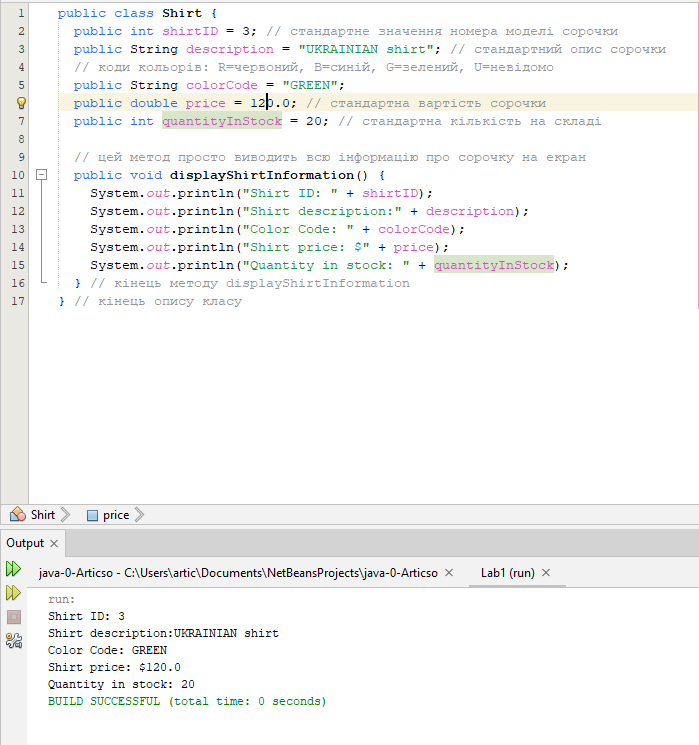 1 public class Shirt {
2 public int shirtID = 3; // стандартне значення номера моделі сорочки
3 public String description = "UKRAINIAN shirt"; // стандартний опис сорочки
4 // коди кольорів: R=червоний, B=синій, G=зелений, U=невідомо
5 public String colorCode = "GREEN";
public double price = 120.0; // стандартна вартість сорочки
7 public int quantityInStock = 20; // стандартна кількість на складі
8
9 // цей метод просто виводить всю інформацію про сорочку на екран
10 public void displayShirtInformation() {
11 System.out.println("Shirt ID: " + shirtID);
12 System.out.println("Shirt description:" + description);
13 System.out.println("Color Code: " + colorCode);
14 System.out.println("Shirt price: $" + price);
15 System.out.println("Quantity in stock: " + quantityInStock);
16 } // кінець методу displayShirtInformation
17 } // кінець опису класу
Shirt price
Output
java-0-Articso - C:\Users\artic\Documents\NetBeansProjects\java-0-Articso Lab1 (run)
run:
Shirt ID: 3
Shirt description:UKRAINIAN shirt
Color Code: GREEN
Shirt price: $120.0
Quantity in stock: 20
BUILD SUCCESSFUL (total time: 0 seconds)